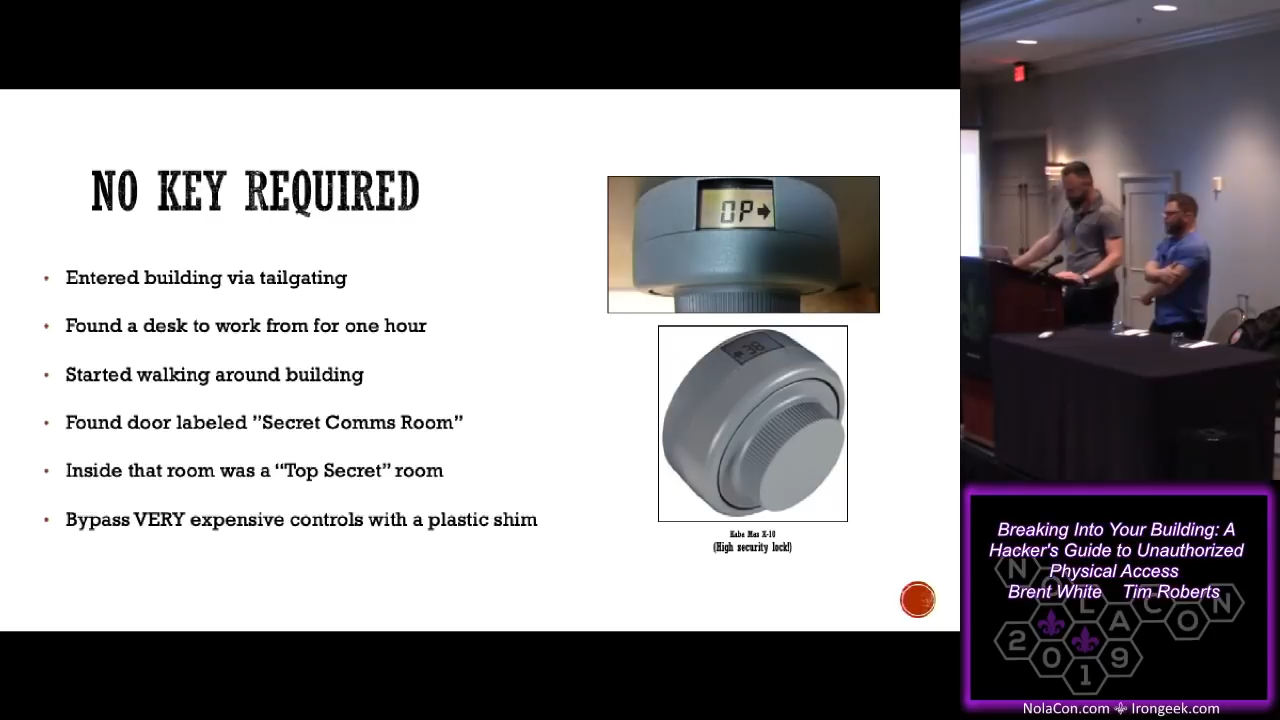 NO KEY REQUIRED
Entered building via tailgating
Found a desk to work from for one hour
Started walking around building
Found door labeled ”Secret Comms Room”
Inside that room was a “Top Secret” room
Bypass VERY expensive controls with a plastic shim
OP
Kaba Mas X-10
(High security lock!)
Breaking Into Your Building: A
Hacker's Guide to Unauthorized
Physical Access
Brent White Tim Roberts
NOLACON
2019
NolaCon.com Irongeek.com